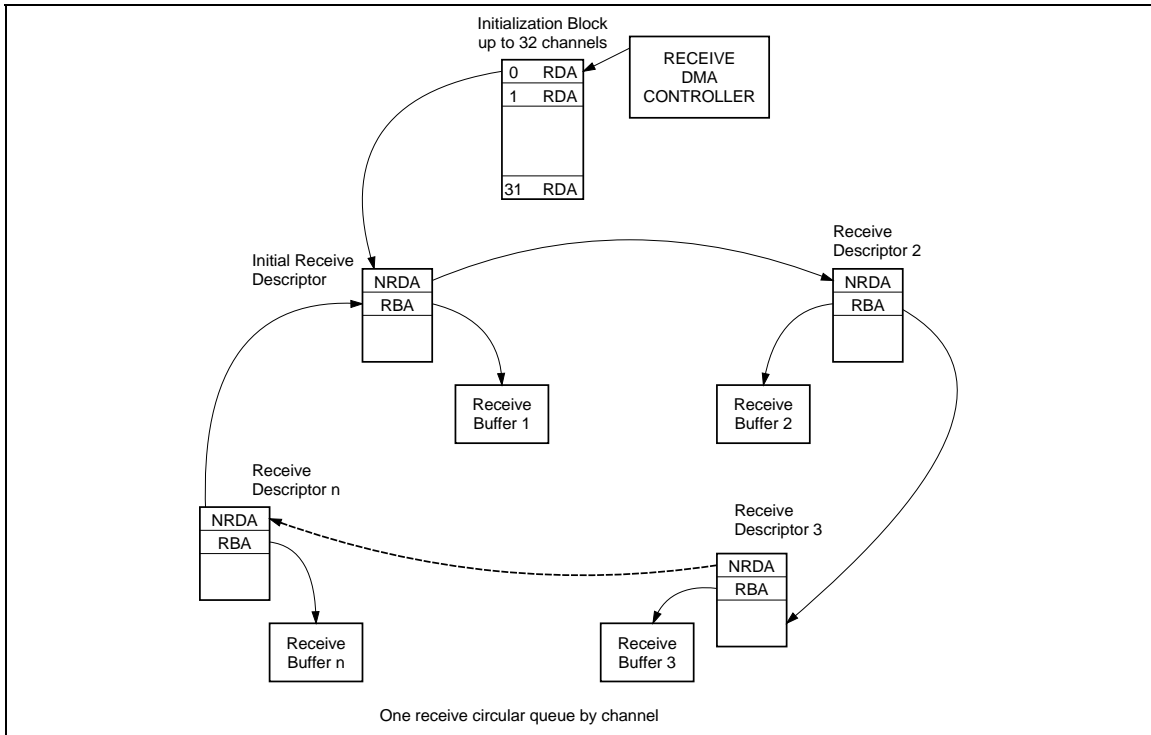 Initialization Block
up to 32 channels
RECEIVE
DMA
CONTROLLER
0 RDA
1 RDA
31 RDA
Initial Receive
Descriptor
NRDA
RBA
Receive
Buffer 1
Receive
Descriptor 2
NRDA
RBA
Receive
Buffer 2
Receive
Descriptor n
NRDA
RBA
Receive
Buffer n
Receive
Descriptor 3
NRDA
RBA
Receive
Buffer 3
One receive circular queue by channel